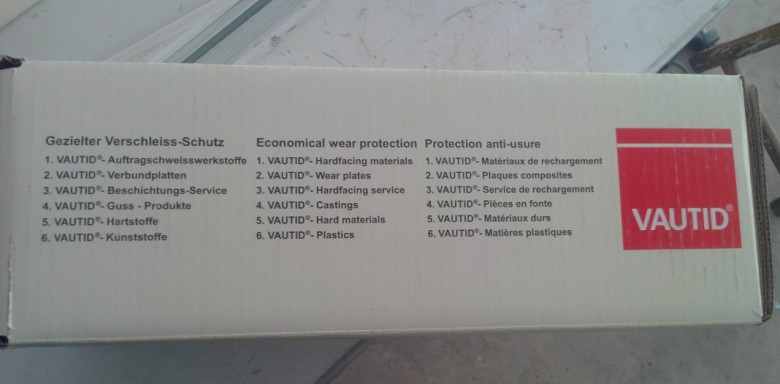 Gezielter Verschleiss-Schutz
1. VAUTID®- Auftragschweisswerkstoffe
2. VAUTID®- Verbundplatten
3. VAUTID®- Beschichtungs-Service
4. VAUTID®- Guss - Produkte
5. VAUTID®- Hartstoffe
6. VAUTID®- Kunststoffe
Economical wear protection
1. VAUTID®- Hardfacing materials
2. VAUTID®- Wear plates
3. VAUTID®- Hardfacing service
4. VAUTID®- Castings
5. VAUTID®- Hard materials
6. VAUTID®- Plastics
Protection anti-usure
1. VAUTID®- Matériaux de rechargement
2. VAUTID®- Plaques composites
3. VAUTID®- Service de rechargement
4. VAUTID®- Pièces en fonte
5. VAUTID®- Matériaux durs
6. VAUTID®- Matières plastiques
VAUTID®